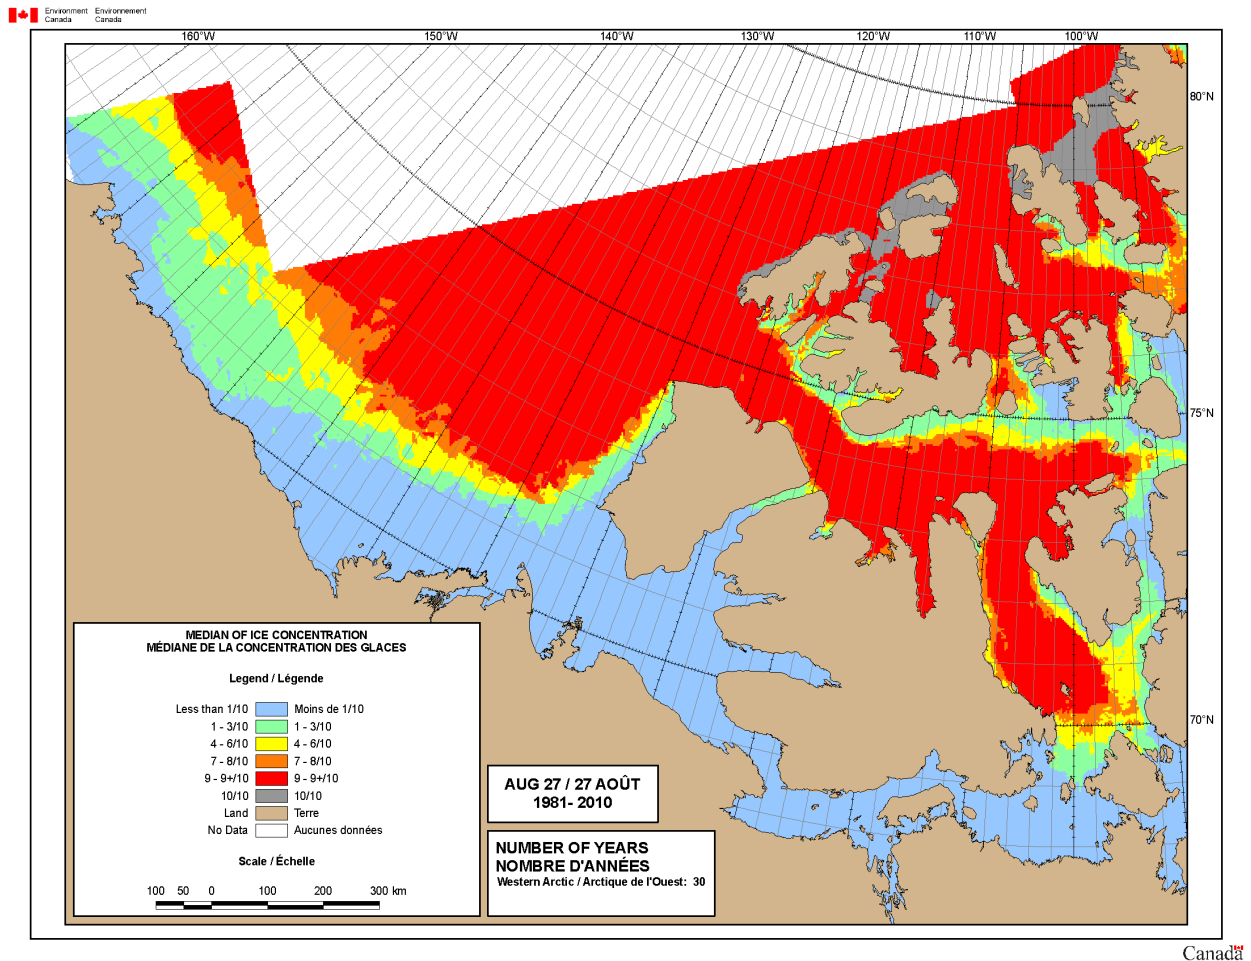 Environment Environnement
Canada Canada
160°W 150°W 140°W 130°W 120°W 110°W 100°W
80°N
75°N
70°N
MEDIAN OF ICE CONCENTRATION
MÉDIANE DE LA CONCENTRATION DES GLACES
Legend / Légende
Less than 1/10 Moins de 1/10
1 - 3/10 1 - 3/10
4 - 6/10 4 - 6/10
7 - 8/10 7 - 8/10
9 - 9+/10 9 - 9+/10
10/10 10/10
Land Terre
No Data Aucunes données
Scale / Échelle
100 50 0 100 200 300 km
AUG 27 / 27 AOÛT
1981- 2010
NUMBER OF YEARS
NOMBRE D'ANNÉES
Western Arctic / Arctique de l'Ouest: 30
Canada